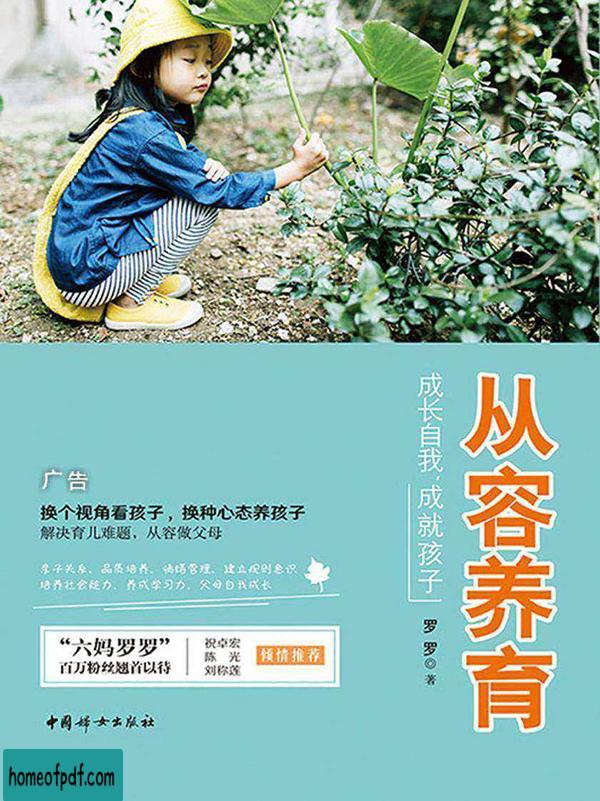 从容养育
成长自我，成就孩子
罗罗◎著
广告
换个视角看孩子，换种心态养孩子
解决育儿难题，从容做父母
亲子关系、品质培养、情绪管理、建立规则意识
培养社会能力、养成学习力、父母自我成长
“六妈罗罗”
百万粉丝翘首以待
祝卓宏
陈光
刘称莲
倾情推荐
中国妇女出版社
homeofpdf.com